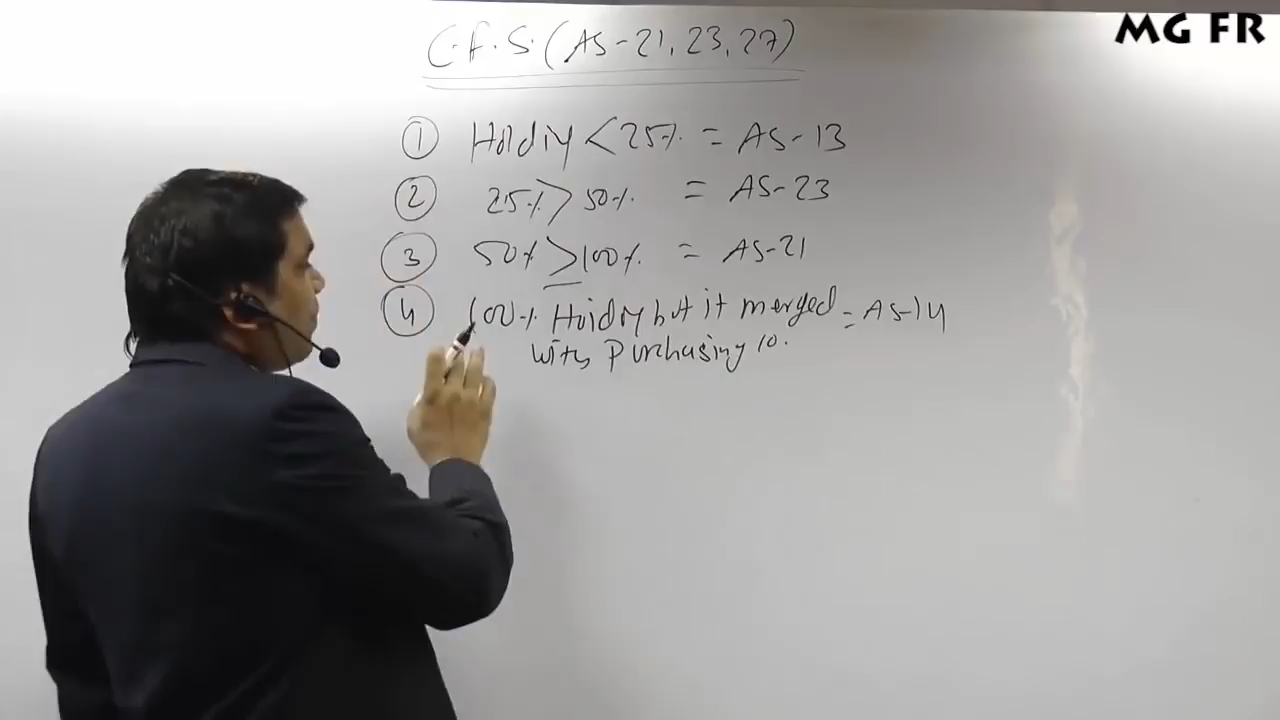 MG FR
C.F.S. (AS-21, 23, 27)
① Holding < 25% = AS-13
② 25% > 50% = AS-23
③ 50% ≥ 100% = AS-21
④ 100% Holding but it merged = AS-14
with Purchasing co.